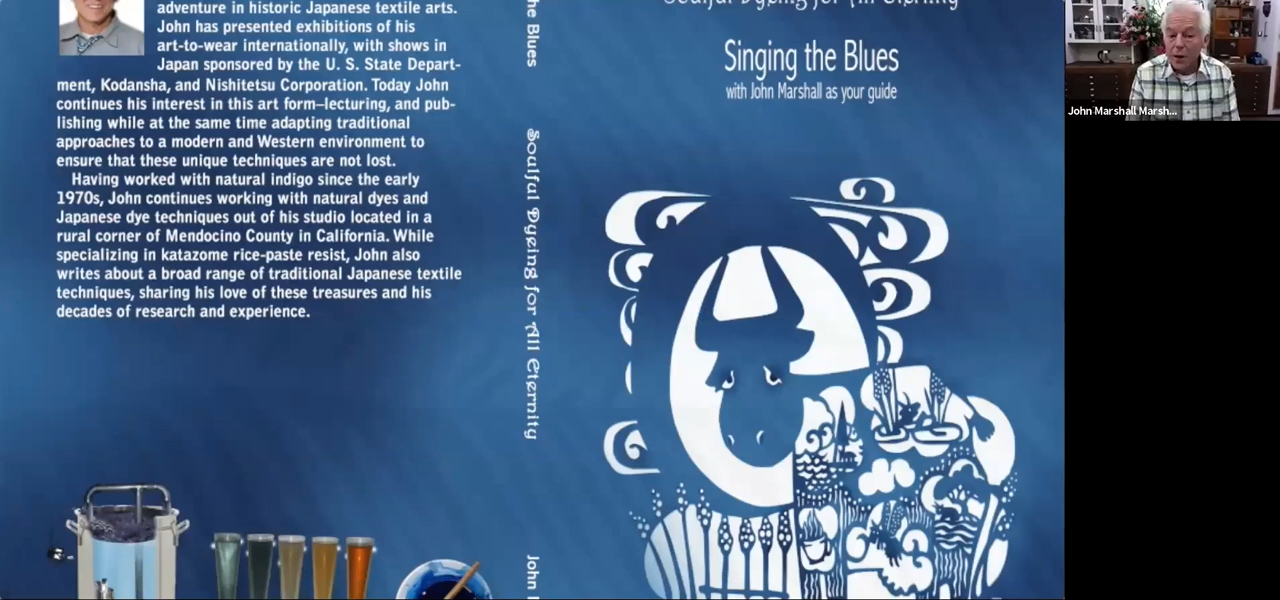 adventure in historic Japanese textile arts.
John has presented exhibitions of his
art-to-wear internationally, with shows in
Japan sponsored by the U. S. State Depart-
ment, Kodansha, and Nishitetsu Corporation. Today John
continues his interest in this art form–lecturing, and pub-
lishing while at the same time adapting traditional
approaches to a modern and Western environment to
ensure that these unique techniques are not lost.
Having worked with natural indigo since the early
1970s, John continues working with natural dyes and
Japanese dye techniques out of his studio located in a
rural corner of Mendocino County in California. While
specializing in katazome rice-paste resist, John also
writes about a broad range of traditional Japanese textile
techniques, sharing his love of these treasures and his
decades of research and experience.
he Blues
Soulful Dyeing for All Eternity
John
Soulful Dyeing for All Eternity
Singing the Blues
with John Marshall as your guide
John Marshall Marsh...